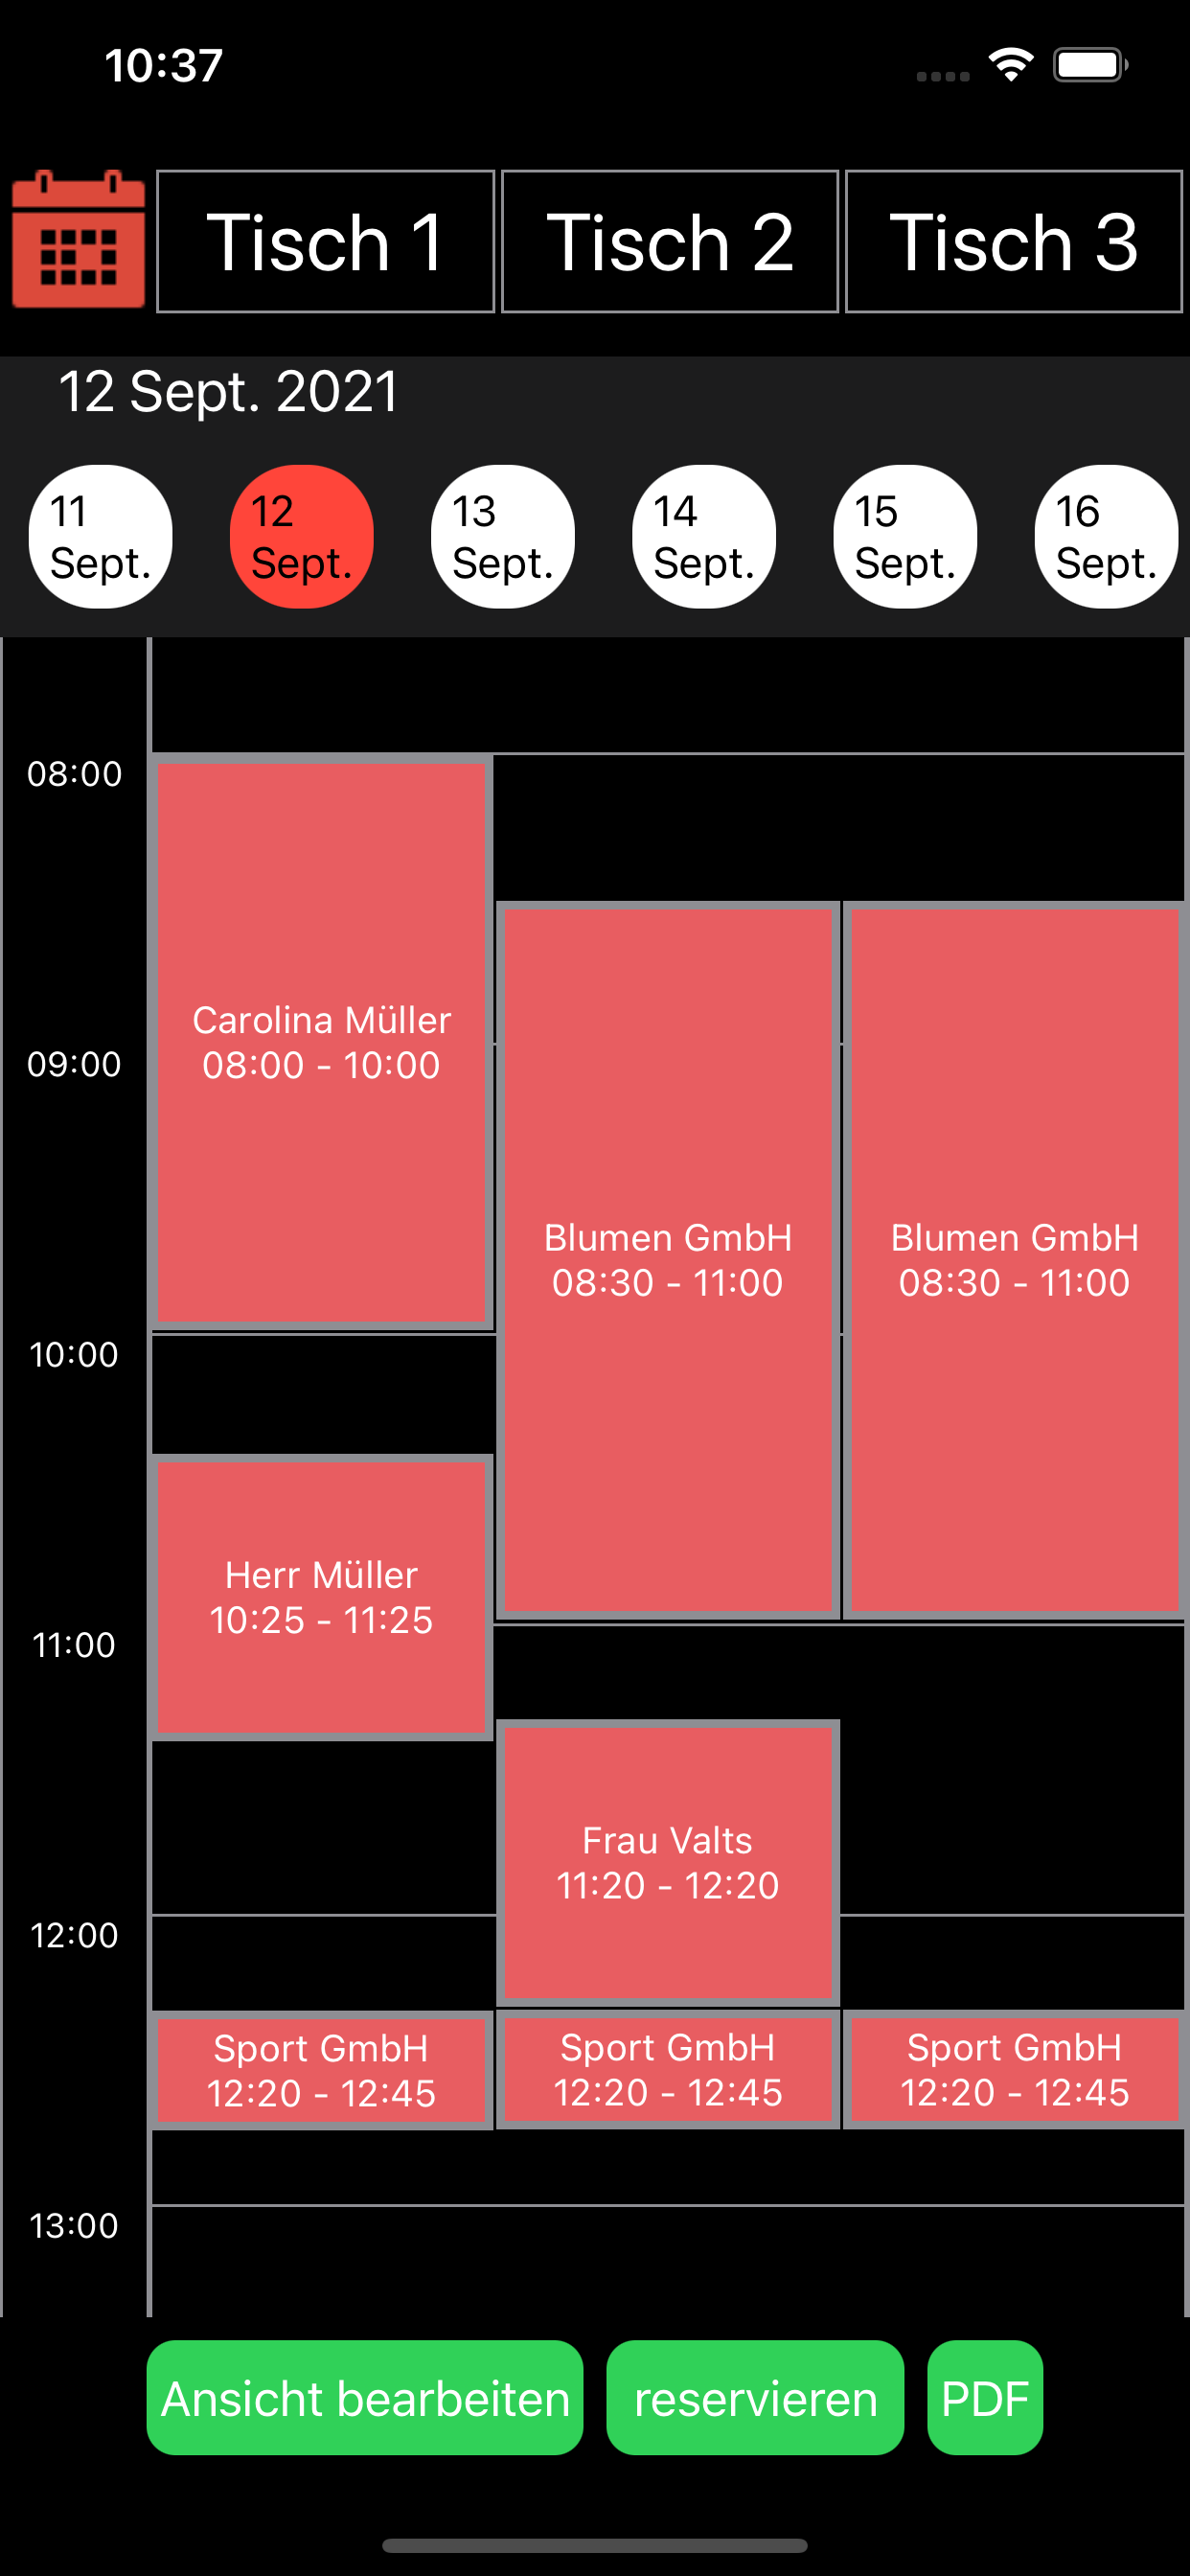 10:37
Tisch 1
Tisch 2
Tisch 3
12 Sept. 2021
11
Sept.
12
Sept.
13
Sept.
14
Sept.
15
Sept.
16
Sept.
08:00
Carolina Müller
08:00 - 10:00
09:00
Blumen GmbH
08:30 - 11:00
Blumen GmbH
08:30 - 11:00
10:00
Herr Müller
10:25 - 11:25
11:00
Frau Valts
11:20 - 12:20
12:00
Sport GmbH
12:20 - 12:45
Sport GmbH
12:20 - 12:45
Sport GmbH
12:20 - 12:45
13:00
Ansicht bearbeiten
reservieren
PDF